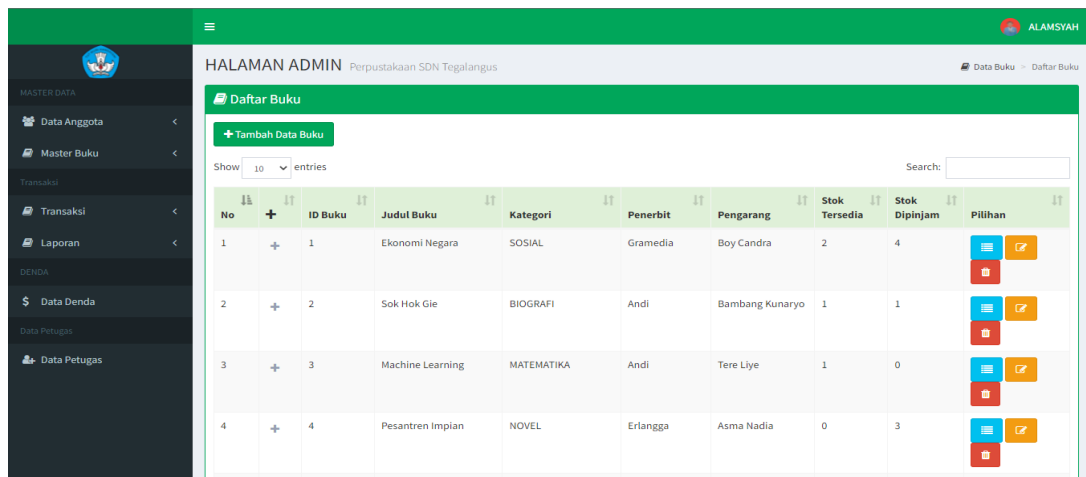 ALAMSYAH
HALAMAN ADMIN Perpustakaan SDN Tegalangus
Data Buku > Daftar Buku
MASTER DATA
Data Anggota
Master Buku
Transaksi
Transaksi
Laporan
DENDA
$ Data Denda
Data Petugas
Data Petugas
Daftar Buku
+ Tambah Data Buku
Show 10 entries
Search:
No + ID Buku Judul Buku Kategori Penerbit Pengarang Stok Tersedia Stok Dipinjam Pilihan
1 + 1 Ekonomi Negara SOSIAL Gramedia Boy Candra 2 4
2 + 2 Sok Hok Gie BIOGRAFI Andi Bambang Kunaryo 1 1
3 + 3 Machine Learning MATEMATIKA Andi Tere Liye 1 0
4 + 4 Pesantren Impian NOVEL Erlangga Asma Nadia 0 3